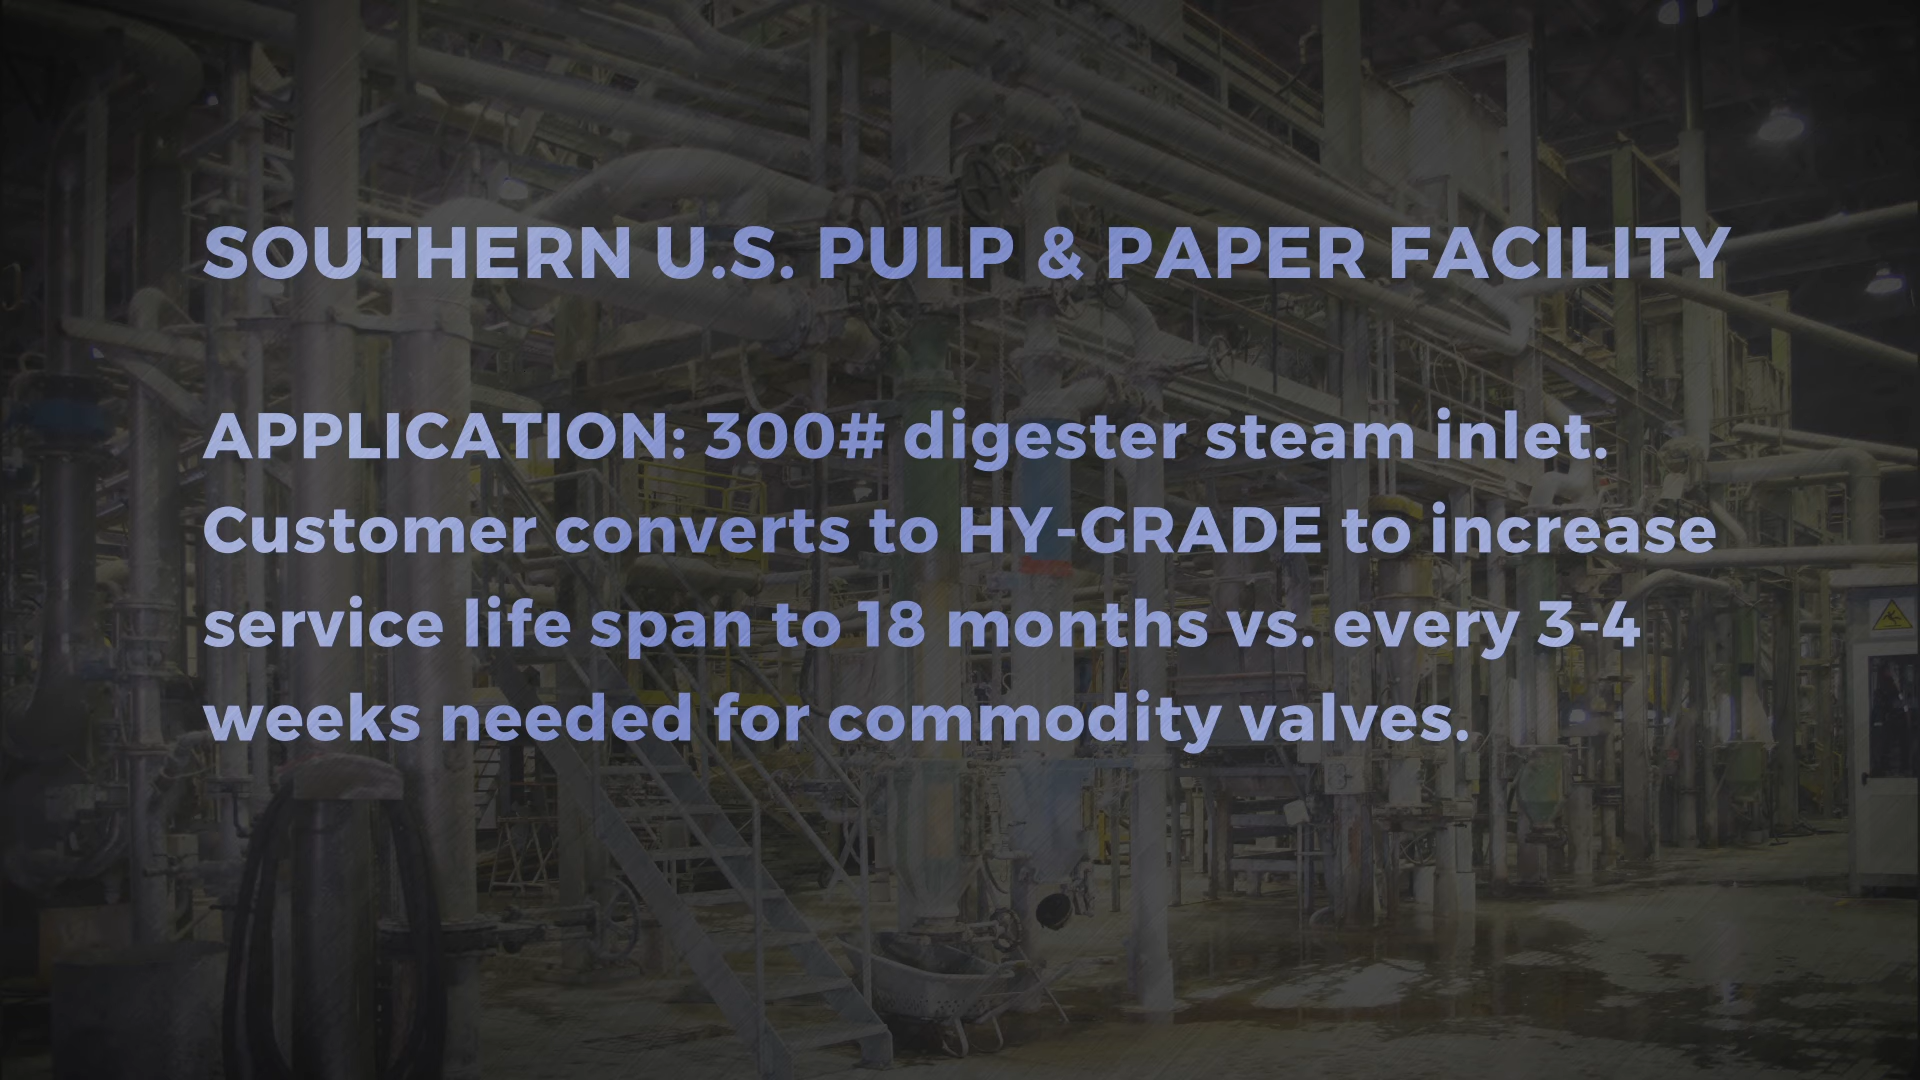 SOUTHERN U.S. PULP & PAPER FACILITY
APPLICATION: 300# digester steam inlet.
Customer converts to HY-GRADE to increase
service life span to 18 months vs. every 3-4
weeks needed for commodity valves.